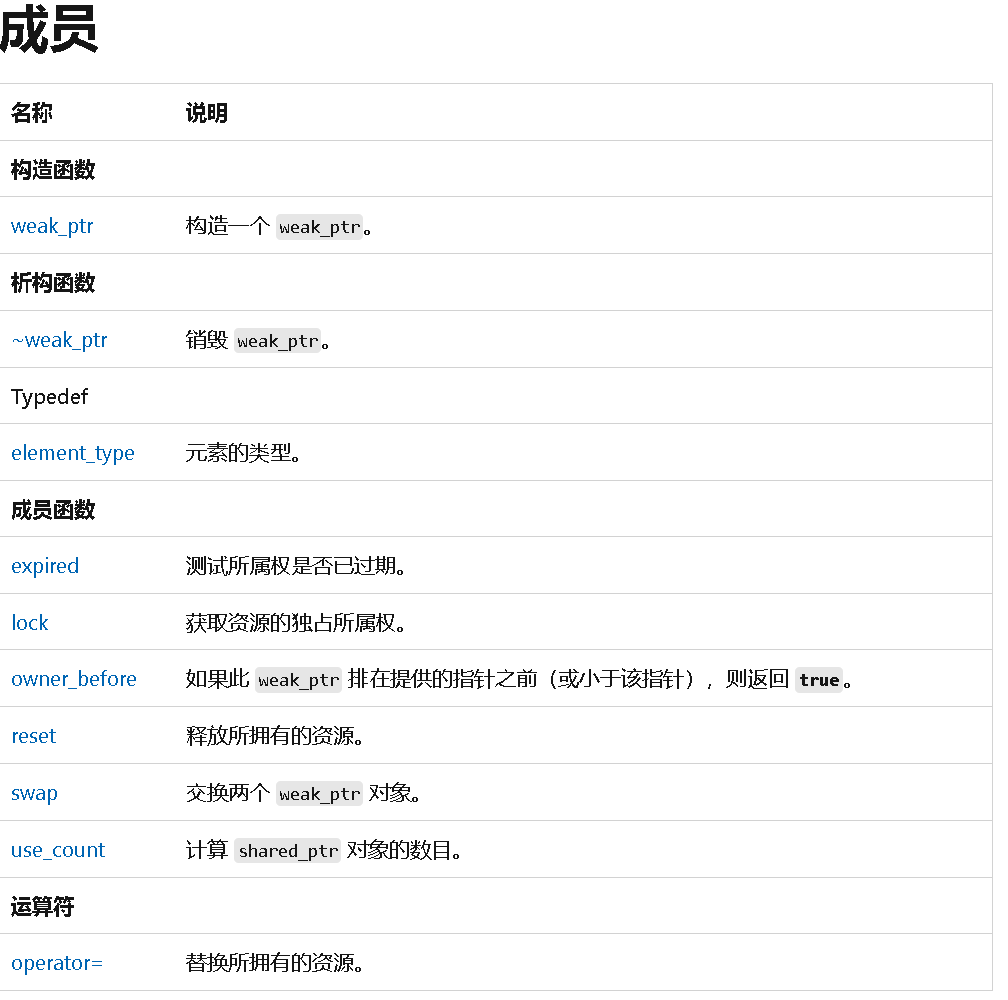 成员
名称 说明
构造函数
weak_ptr 构造一个 weak_ptr。
析构函数
~weak_ptr 销毁 weak_ptr。
Typedef
element_type 元素的类型。
成员函数
expired 测试所属权是否已过期。
lock 获取资源的独占所属权。
owner_before 如果此 weak_ptr 排在提供的指针之前（或小于该指针），则返回 true。
reset 释放所拥有的资源。
swap 交换两个 weak_ptr 对象。
use_count 计算 shared_ptr 对象的数目。
运算符
operator= 替换所拥有的资源。